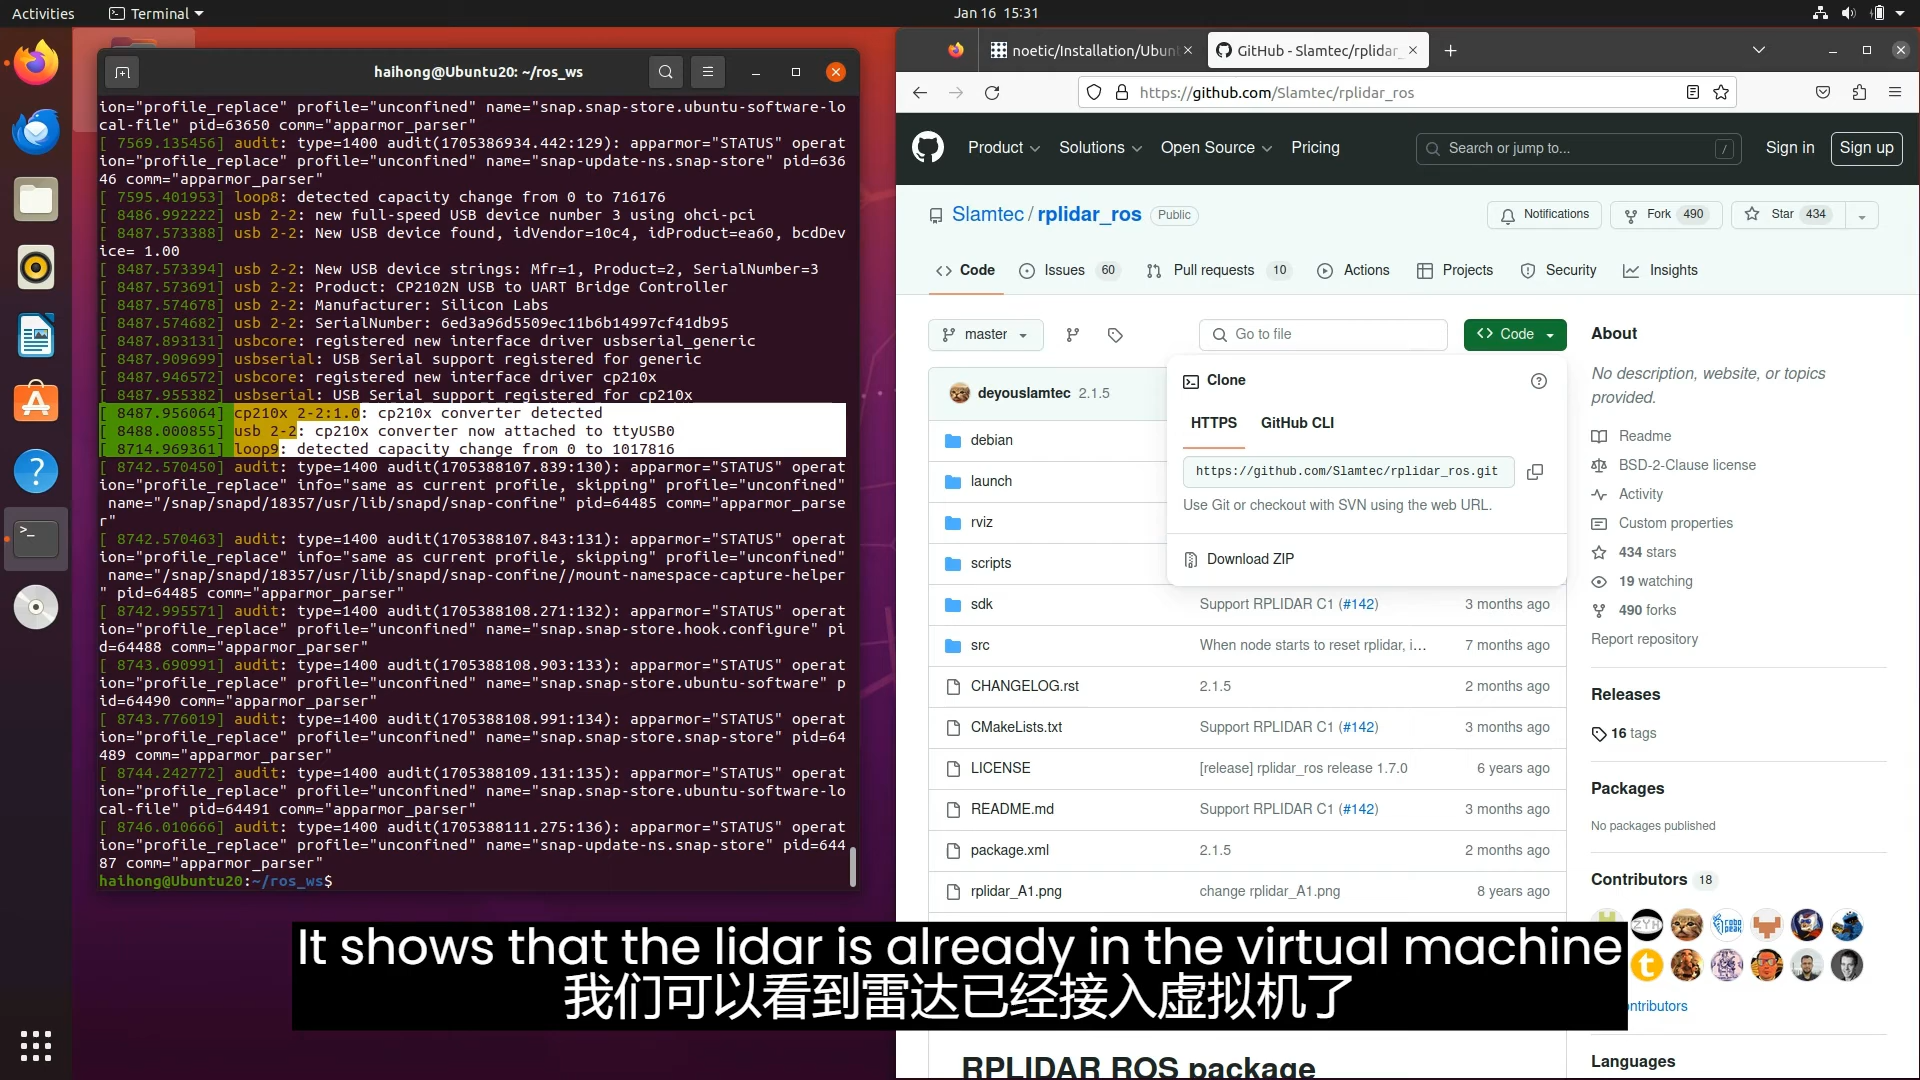 Activities
Terminal
Jan 16 15:31
haihong@Ubuntu20: ~/ros_ws
ion="profile_replace" profile="unconfined" name="snap.snap-store.ubuntu-software-lo
cal-file" pid=63650 comm="apparmor_parser"
[ 7569.135456] audit: type=1400 audit(1705386934.442:129): apparmor="STATUS" operat
ion="profile_replace" profile="unconfined" name="snap-update-ns.snap-store" pid=636
46 comm="apparmor_parser"
[ 7595.401953] loop8: detected capacity change from 0 to 716176
[ 8486.992222] usb 2-2: new full-speed USB device number 3 using ohci-pci
[ 8487.573388] usb 2-2: New USB device found, idVendor=10c4, idProduct=ea60, bcdDev
ice= 1.00
[ 8487.573394] usb 2-2: New USB device strings: Mfr=1, Product=2, SerialNumber=3
[ 8487.573691] usb 2-2: Product: CP2102N USB to UART Bridge Controller
[ 8487.574678] usb 2-2: Manufacturer: Silicon Labs
[ 8487.574682] usb 2-2: SerialNumber: 6ed3a96d5509ec11b6b14997cf41db95
[ 8487.893131] usbcore: registered new interface driver usbserial_generic
[ 8487.909699] usbserial: USB Serial support registered for generic
[ 8487.946572] usbcore: registered new interface driver cp210x
[ 8487.955382] usbserial: USB Serial support registered for cp210x
[ 8487.956064] cp210x 2-2:1.0: cp210x converter detected
[ 8488.000855] usb 2-2: cp210x converter now attached to ttyUSB0
[ 8714.969361] loop9: detected capacity change from 0 to 1017816
[ 8742.570450] audit: type=1400 audit(1705388107.839:130): apparmor="STATUS" operat
ion="profile_replace" info="same as current profile, skipping" profile="unconfined"
name="/snap/snapd/18357/usr/lib/snapd/snap-confine" pid=64485 comm="apparmor_parse
r"
[ 8742.570463] audit: type=1400 audit(1705388107.843:131): apparmor="STATUS" operat
ion="profile_replace" info="same as current profile, skipping" profile="unconfined"
name="/snap/snapd/18357/usr/lib/snapd/snap-confine//mount-namespace-capture-helper
" pid=64485 comm="apparmor_parser"
[ 8742.995571] audit: type=1400 audit(1705388108.271:132): apparmor="STATUS" operat
ion="profile_replace" profile="unconfined" name="snap.snap-store.hook.configure" pi
d=64488 comm="apparmor_parser"
[ 8743.690991] audit: type=1400 audit(1705388108.903:133): apparmor="STATUS" operat
ion="profile_replace" profile="unconfined" name="snap.snap-store.ubuntu-software" p
id=64490 comm="apparmor_parser"
[ 8743.776019] audit: type=1400 audit(1705388108.991:134): apparmor="STATUS" operat
ion="profile_replace" profile="unconfined" name="snap.snap-store.snap-store" pid=64
489 comm="apparmor_parser"
[ 8744.242772] audit: type=1400 audit(1705388109.131:135): apparmor="STATUS" operat
ion="profile_replace" profile="unconfined" name="snap.snap-store.ubuntu-software-lo
cal-file" pid=64491 comm="apparmor_parser"
[ 8746.010666] audit: type=1400 audit(1705388111.275:136): apparmor="STATUS" operat
ion="profile_replace" profile="unconfined" name="snap-update-ns.snap-store" pid=644
87 comm="apparmor_parser"
haihong@Ubuntu20:~/ros_ws$
noetic/Installation/Ubun
GitHub - Slamtec/rplidar_
https://github.com/Slamtec/rplidar_ros
Product
Solutions
Open Source
Pricing
Search or jump to...
/
Sign in
Sign up
Slamtec / rplidar_ros
Public
Notifications
Fork 490
Star 434
Code
Issues 60
Pull requests 10
Actions
Projects
Security
Insights
master
Go to file
Code
deyouslamtec 2.1.5
Clone
HTTPS
GitHub CLI
https://github.com/Slamtec/rplidar_ros.git
Use Git or checkout with SVN using the web URL.
Download ZIP
debian
launch
rviz
scripts
sdk Support RPLIDAR C1 (#142) 3 months ago
src When node starts to reset rplidar, i... 7 months ago
CHANGELOG.rst 2.1.5 2 months ago
CMakeLists.txt Support RPLIDAR C1 (#142) 3 months ago
LICENSE [release] rplidar_ros release 1.7.0 6 years ago
README.md Support RPLIDAR C1 (#142) 3 months ago
package.xml 2.1.5 2 months ago
rplidar_A1.png change rplidar_A1.png 8 years ago
RPLIDAR ROS package
About
No description, website, or topics
provided.
Readme
BSD-2-Clause license
Activity
Custom properties
434 stars
19 watching
490 forks
Report repository
Releases
16 tags
Packages
No packages published
Contributors 18
ZYH
robo
peak
ontributors
Languages
It shows that the lidar is already in the virtual machine
我们可以看到雷达已经接入虚拟机了